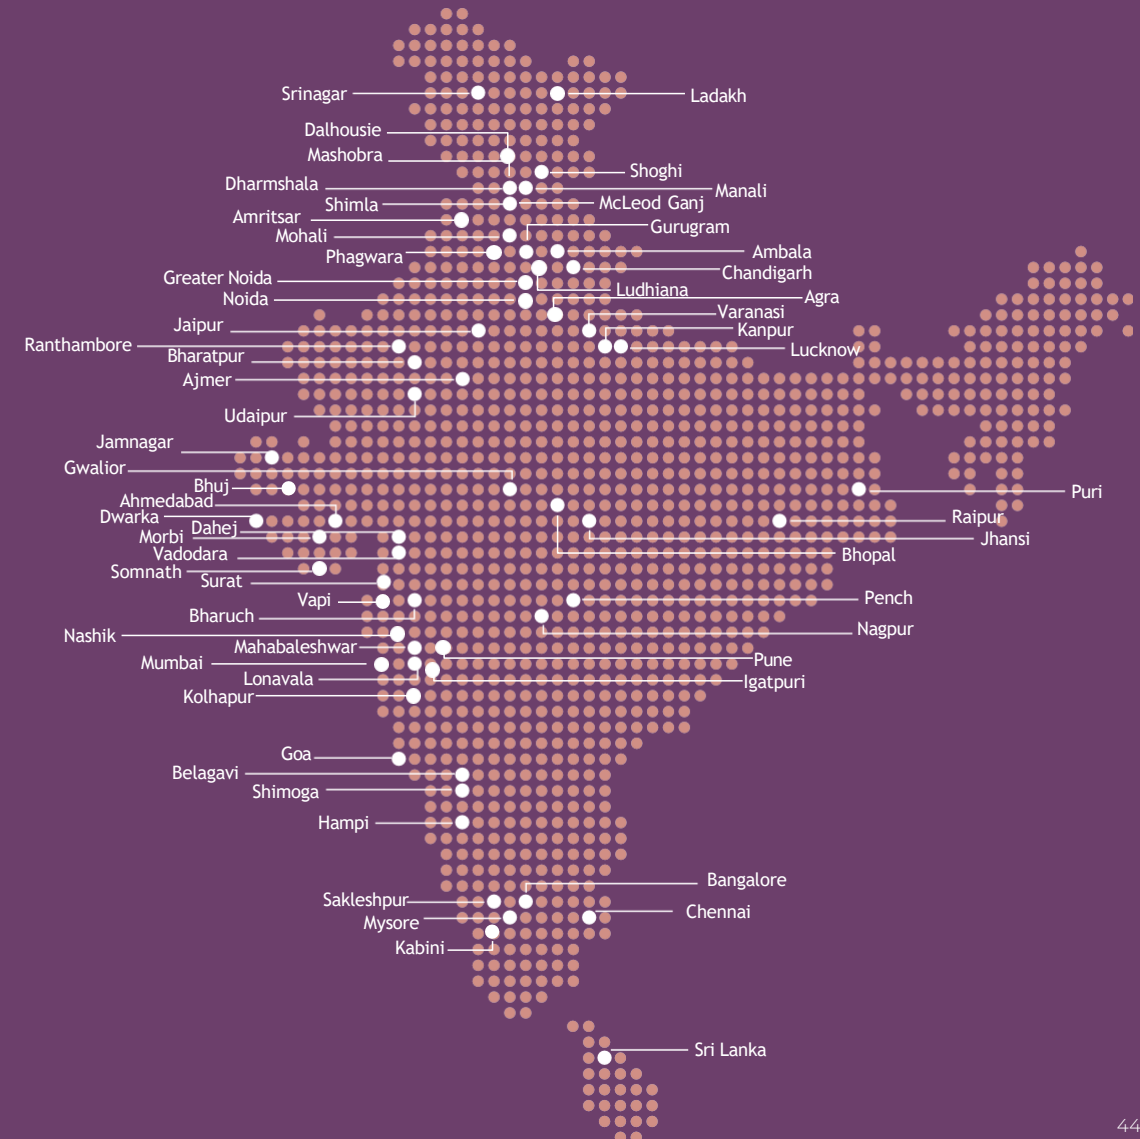 Srinagar
Ladakh
Dalhousie
Mashobra
Shoghi
Dharmshala
Manali
Shimla
McLeod Ganj
Amritsar
Gurugram
Mohali
Phagwara
Ambala
Chandigarh
Greater Noida
Ludhiana
Noida
Agra
Varanasi
Jaipur
Kanpur
Ranthambore
Lucknow
Bharatpur
Ajmer
Udaipur
Jamnagar
Gwalior
Bhuj
Puri
Ahmedabad
Dwarka
Raipur
Dahej
Morbi
Jhansi
Vadodara
Bhopal
Somnath
Surat
Vapi
Pench
Bharuch
Nagpur
Nashik
Mahabaleshwar
Pune
Mumbai
Lonavala
Igatpuri
Kolhapur
Goa
Belagavi
Shimoga
Hampi
Bangalore
Sakleshpur
Chennai
Mysore
Kabini
Sri Lanka
44